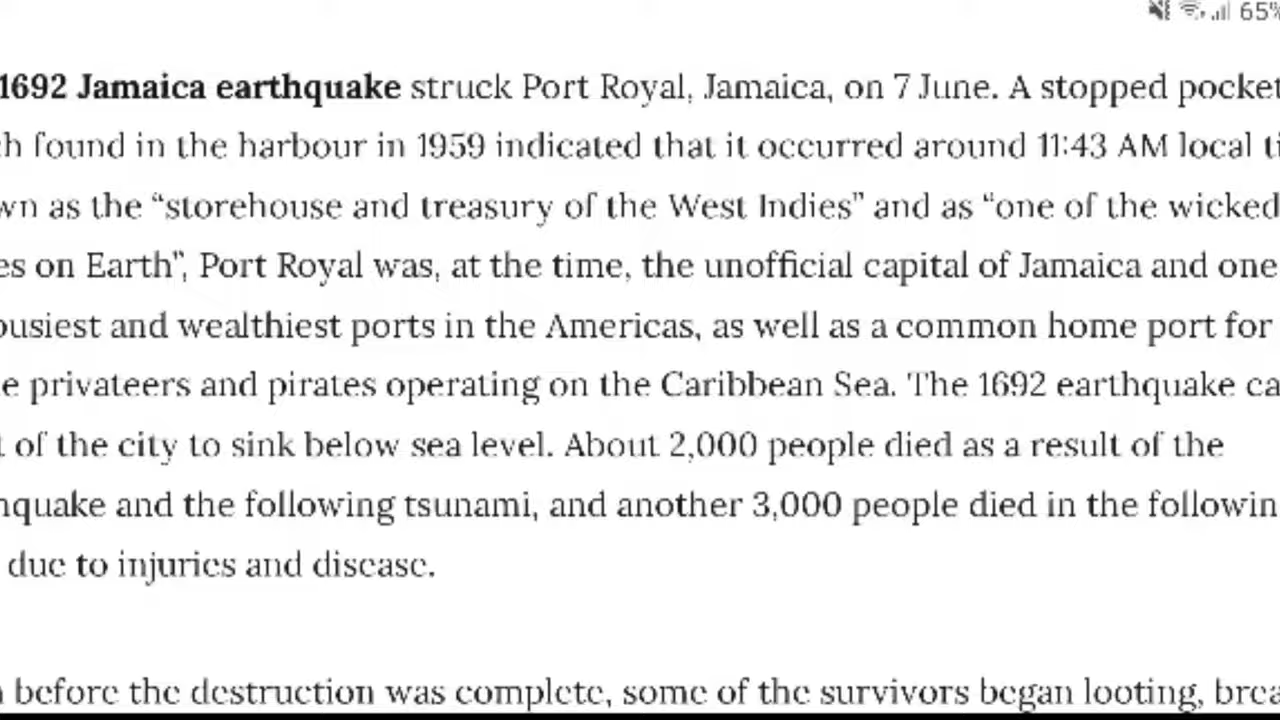 65%
1692 Jamaica earthquake struck Port Royal, Jamaica, on 7 June. A stopped pocket
found in the harbour in 1959 indicated that it occurred around 11:43 AM local
as the “storehouse and treasury of the West Indies” and as “one of the wicked
on Earth”, Port Royal was, at the time, the unofficial capital of Jamaica and one
busiest and wealthiest ports in the Americas, as well as a common home port for
privateers and pirates operating on the Caribbean Sea. The 1692 earthquake
of the city to sink below sea level. About 2,000 people died as a result of the
and the following tsunami, and another 3,000 people died in the followin
due to injuries and disease.
before the destruction was complete, some of the survivors began looting,